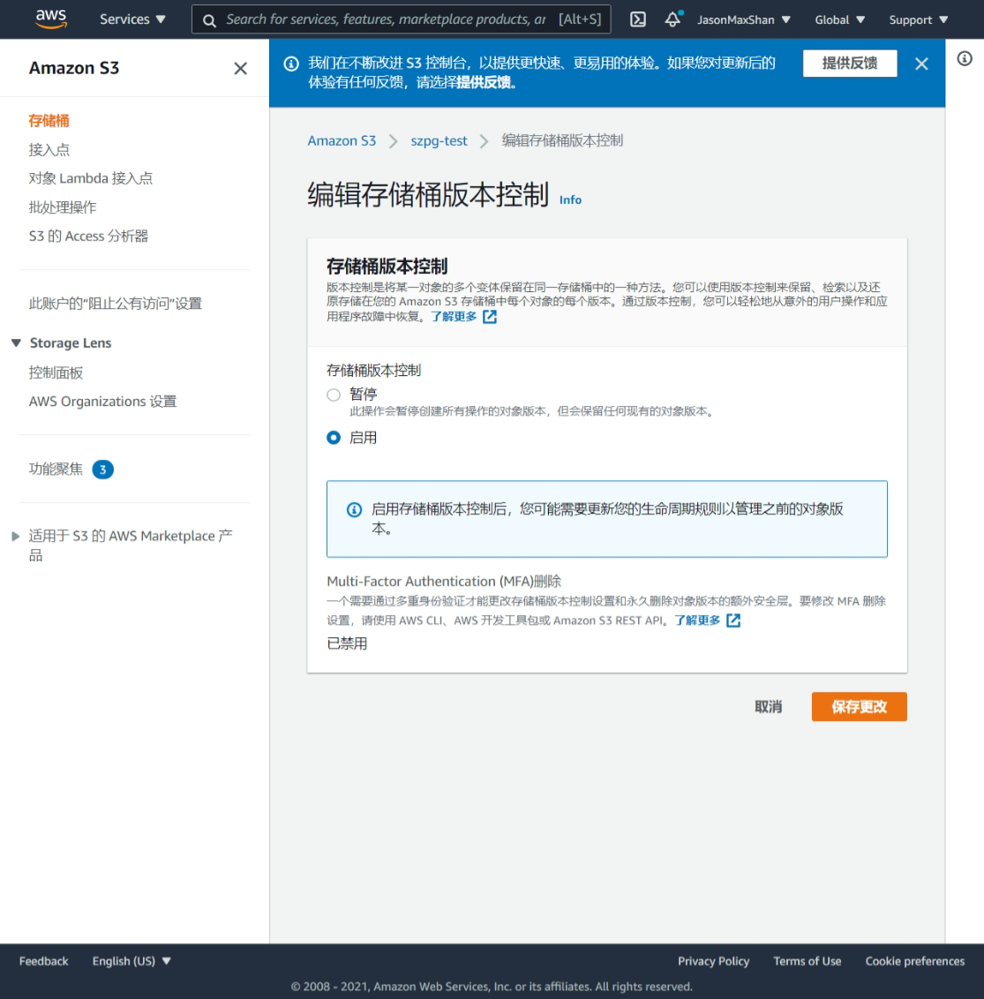 aws Services Search for services, features, marketplace products, ar [Alt+S] JasonMaxShan Global Support
Amazon S3
存储桶
接入点
对象 Lambda 接入点
批处理操作
S3 的 Access 分析器
此账户的“阻止公有访问”设置
Storage Lens
控制面板
AWS Organizations 设置
功能聚焦 3
适用于 S3 的 AWS Marketplace 产
品
我们在不断改进 S3 控制台，以提供更快速、更易用的体验。如果您对更新后的
体验有任何反馈，请选择提供反馈。
提供反馈
Amazon S3 szpg-test 编辑存储桶版本控制
编辑存储桶版本控制 Info
存储桶版本控制
版本控制是将某一对象的多个变体保留在同一存储桶中的一种方法。您可以使用版本控制来保留、检索以及还
原存储在您的 Amazon S3 存储桶中每个对象的每个版本。通过版本控制，您可以轻松地从意外的用户操作和应
用程序故障中恢复。了解更多
存储桶版本控制
暂停
此操作会暂停创建所有操作的对象版本，但会保留任何现有的对象版本。
启用
启用存储桶版本控制后，您可能需要更新您的生命周期规则以管理之前的对象版
本。
Multi-Factor Authentication (MFA)删除
一个需要通过多重身份验证才能更改存储桶版本控制设置和永久删除对象版本的额外安全层。要修改 MFA 删除
设置，请使用 AWS CLI、AWS 开发工具包或 Amazon S3 REST API。了解更多
已禁用
取消 保存更改
Feedback English (US) Privacy Policy Terms of Use Cookie preferences
© 2008 - 2021, Amazon Web Services, Inc. or its affiliates. All rights reserved.